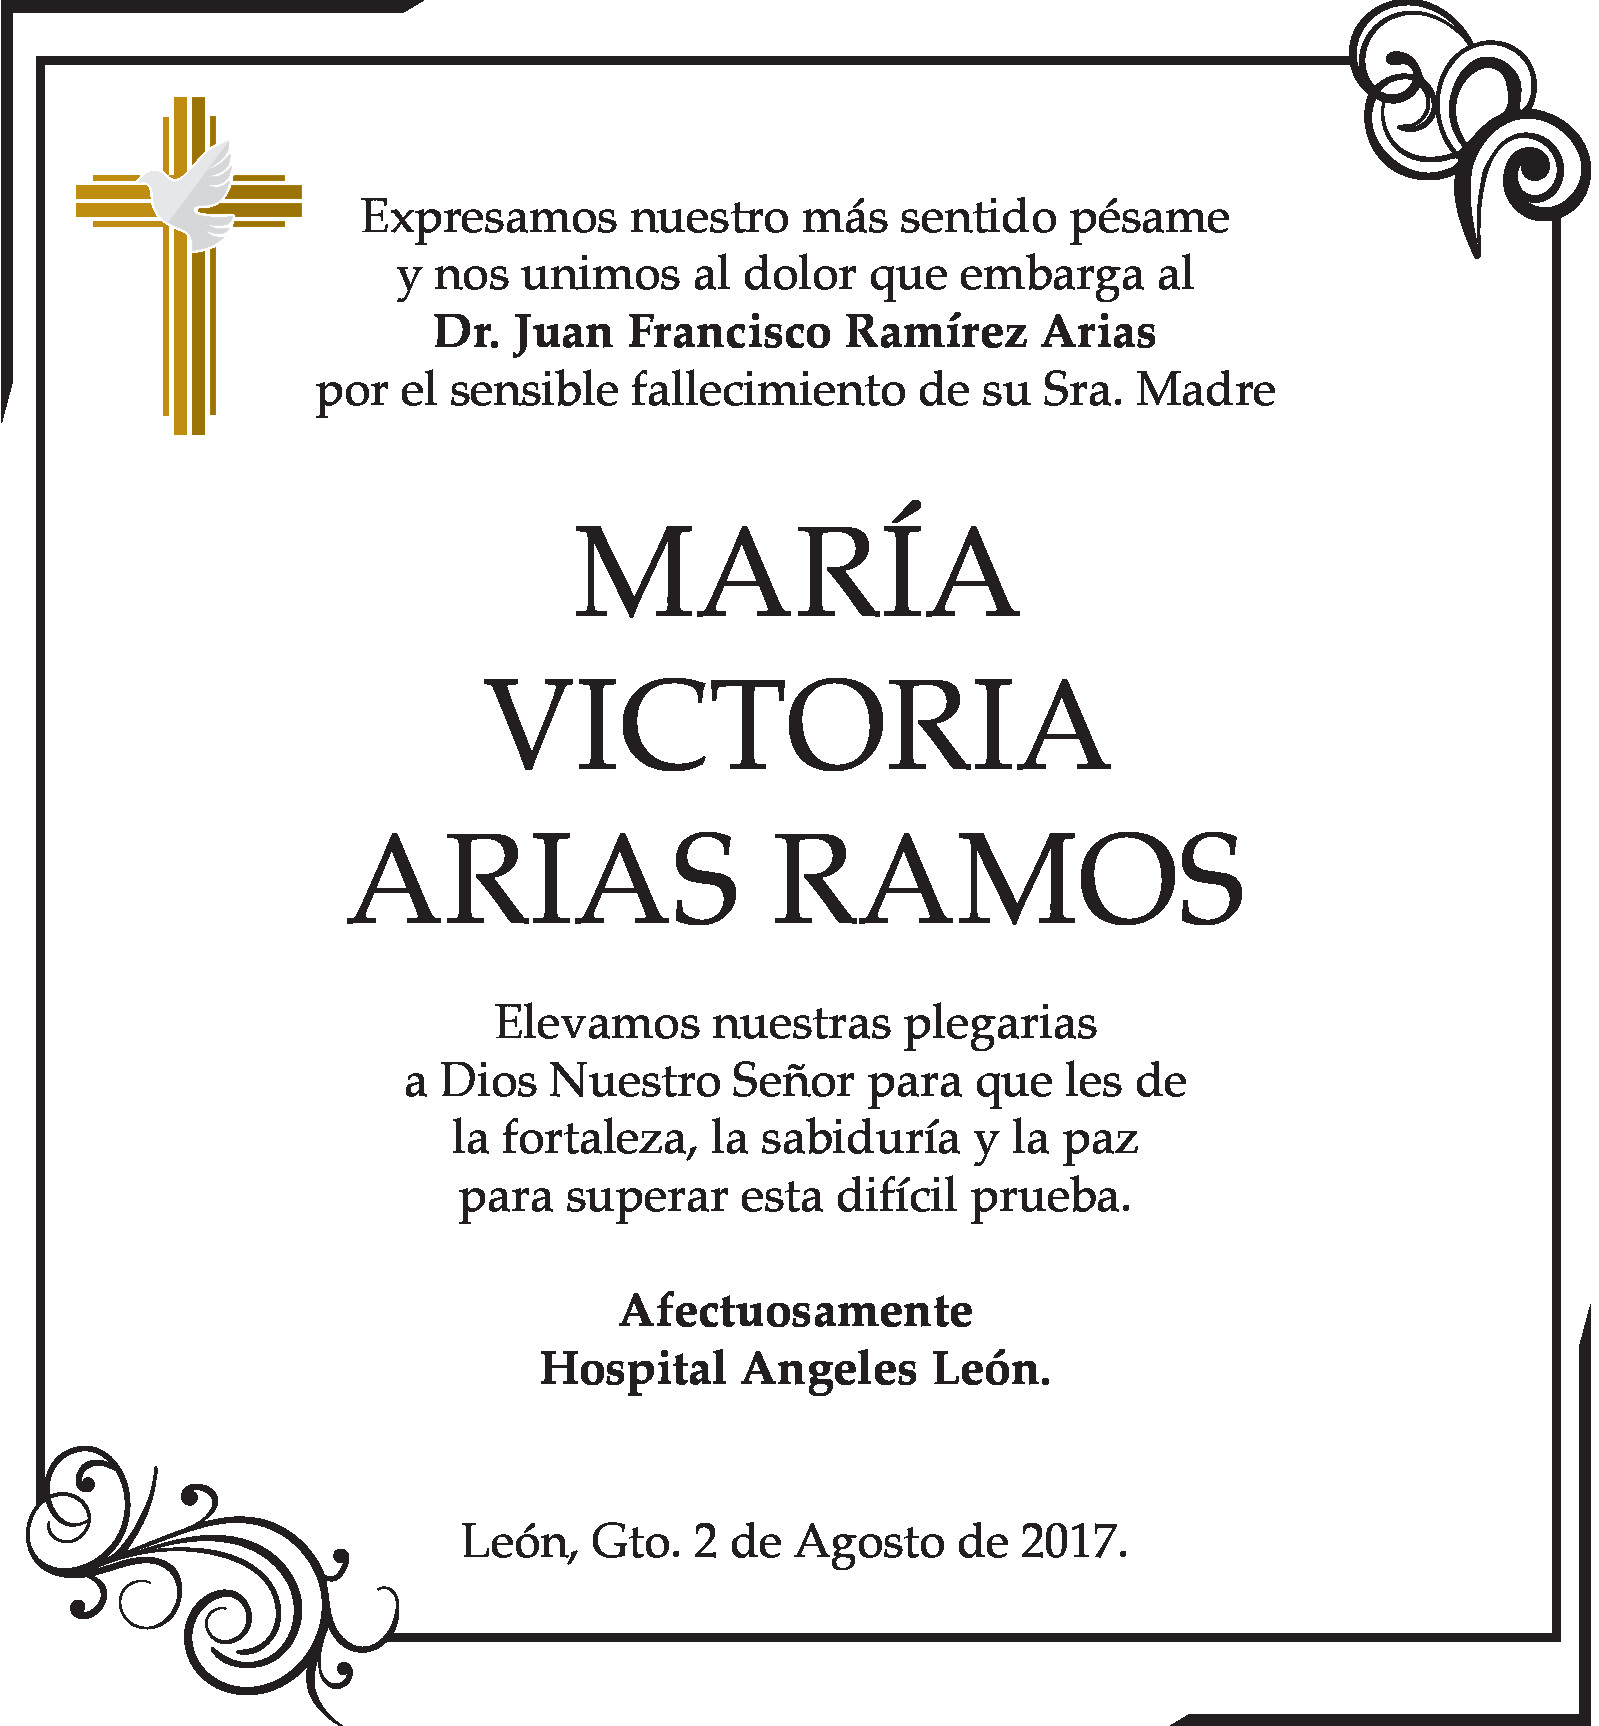 Expresamos nuestro más sentido pésame
y nos unimos al dolor que embarga al
Dr. Juan Francisco Ramírez Arias
por el sensible fallecimiento de su Sra. Madre
MARÍA
VICTORIA
ARIAS RAMOS
Elevamos nuestras plegarias
a Dios Nuestro Señor para que les de
la fortaleza, la sabiduría y la paz
para superar esta difícil prueba.
Afectuosamente
Hospital Angeles León.
León, Gto. 2 de Agosto de 2017.